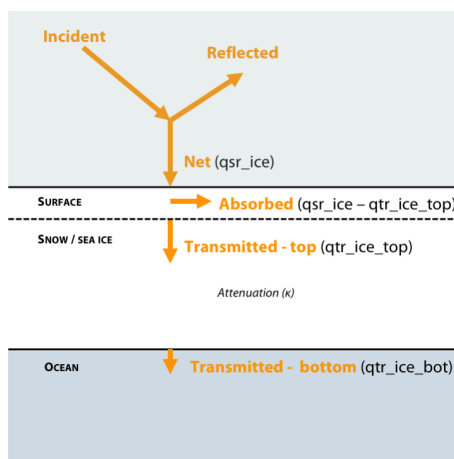 Incident
Reflected
Net (qsr_ice)
SURFACE
Absorbed (qsr_ice – qtr_ice_top)
SNOW / SEA ICE
Transmitted - top (qtr_ice_top)
Attenuation (κ)
OCEAN
Transmitted - bottom (qtr_ice_bot)